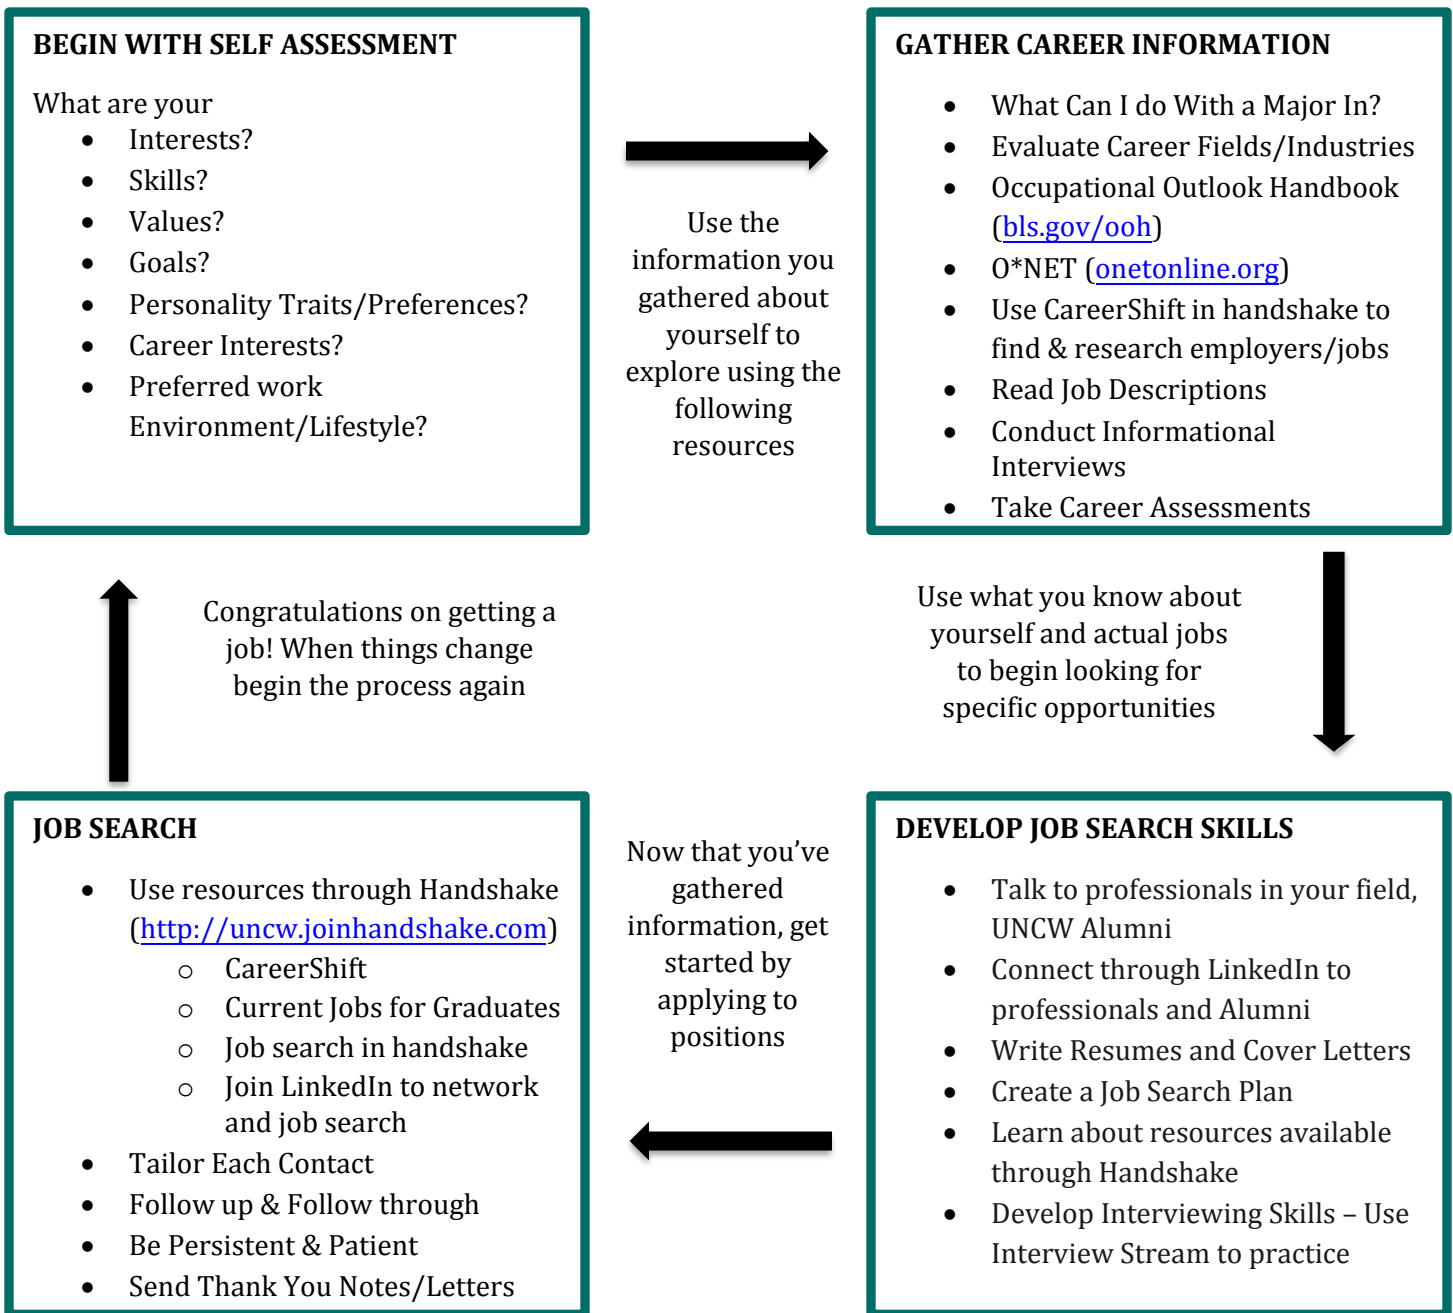 BEGIN WITH SELF ASSESSMENT
What are your
• Interests?
• Skills?
• Values?
• Goals?
• Personality Traits/Preferences?
• Career Interests?
• Preferred work
Environment/Lifestyle?
Use the
information you
gathered about
yourself to
explore using the
following
resources
GATHER CAREER INFORMATION
• What Can I do With a Major In?
• Evaluate Career Fields/Industries
• Occupational Outlook Handbook
(bls.gov/ooh)
• O*NET (onetonline.org)
• Use CareerShift in handshake to
find & research employers/jobs
• Read Job Descriptions
• Conduct Informational
Interviews
• Take Career Assessments
Use what you know about
yourself and actual jobs
to begin looking for
specific opportunities
DEVELOP JOB SEARCH SKILLS
• Talk to professionals in your field,
UNCW Alumni
• Connect through LinkedIn to
professionals and Alumni
• Write Resumes and Cover Letters
• Create a Job Search Plan
• Learn about resources available
through Handshake
• Develop Interviewing Skills – Use
Interview Stream to practice
Now that you’ve
gathered
information, get
started by
applying to
positions
JOB SEARCH
• Use resources through Handshake
(http://uncw.joinhandshake.com)
o CareerShift
o Current Jobs for Graduates
o Job search in handshake
o Join LinkedIn to network
and job search
• Tailor Each Contact
• Follow up & Follow through
• Be Persistent & Patient
• Send Thank You Notes/Letters
Congratulations on getting a
job! When things change
begin the process again